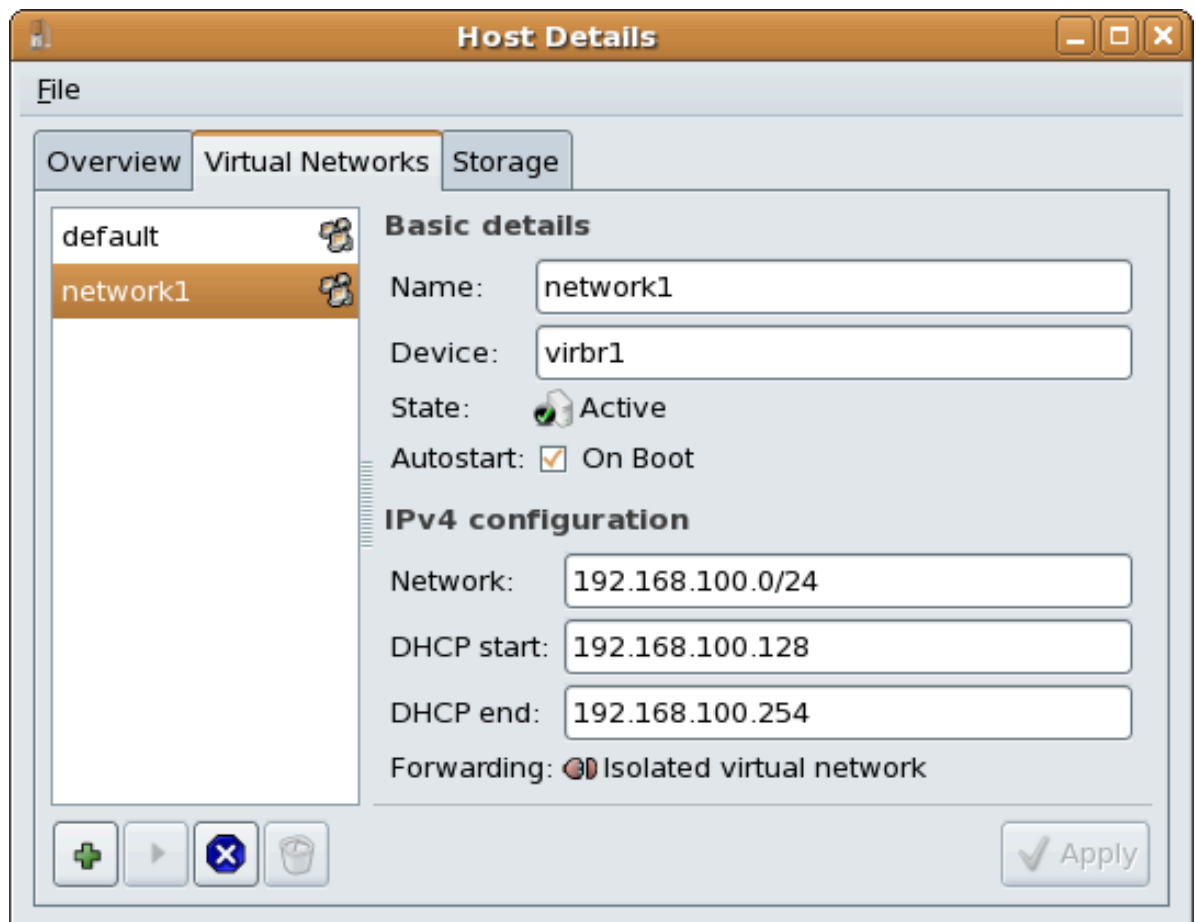 Host Details
File
Overview Virtual Networks Storage
default
network1
Basic details
Name: network1
Device: virbr1
State: Active
Autostart: On Boot
IPv4 configuration
Network: 192.168.100.0/24
DHCP start: 192.168.100.128
DHCP end: 192.168.100.254
Forwarding: Isolated virtual network
Apply